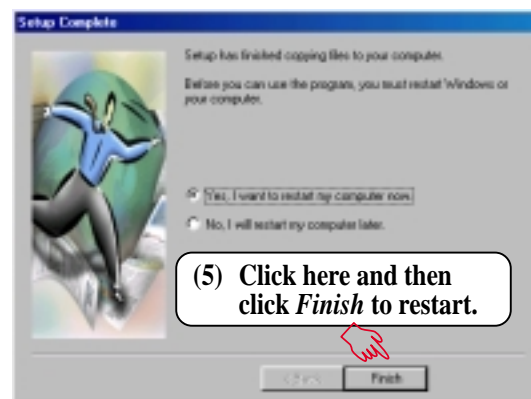 Setup Complete
Setup has finished copying files to your computer.
Before you can use the program, you must restart Windows or
your computer.
Yes, I want to restart my computer now.
No, I will restart my computer later.
(5) Click here and then
click Finish to restart.
< Back
Finish